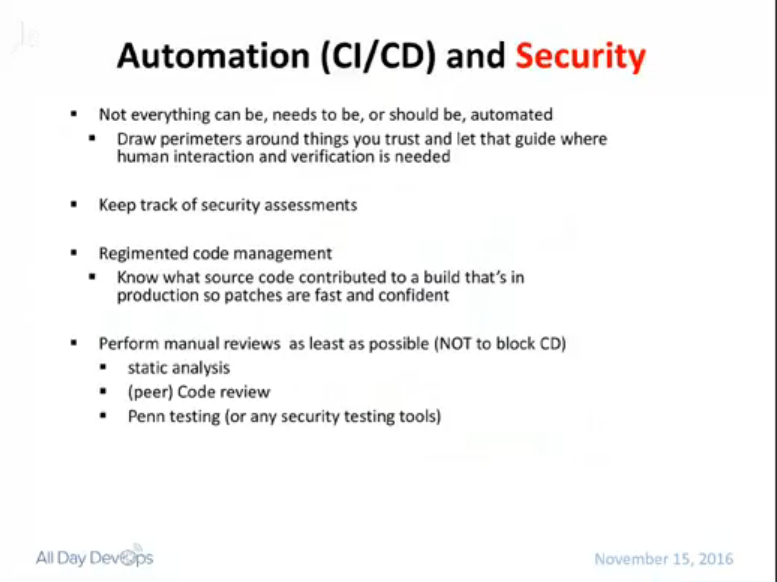 Automation (CI/CD) and Security
▪ Not everything can be, needs to be, or should be, automated
▪ Draw perimeters around things you trust and let that guide where
human interaction and verification is needed
▪ Keep track of security assessments
▪ Regimented code management
▪ Know what source code contributed to a build that's in
production so patches are fast and confident
▪ Perform manual reviews as least as possible (NOT to block CD)
▪ static analysis
▪ (peer) Code review
▪ Penn testing (or any security testing tools)
All Day DevOps
November 15, 2016